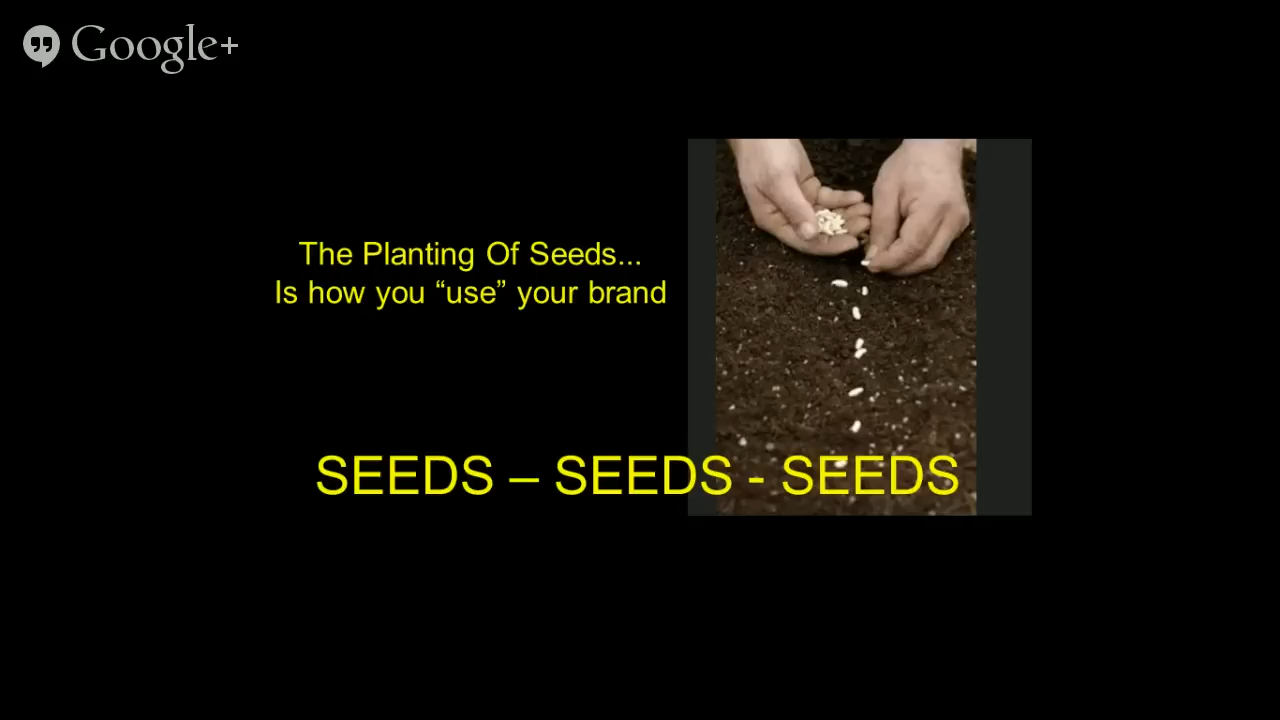 Google+
The Planting Of Seeds...
Is how you “use” your brand
SEEDS – SEEDS - SEEDS